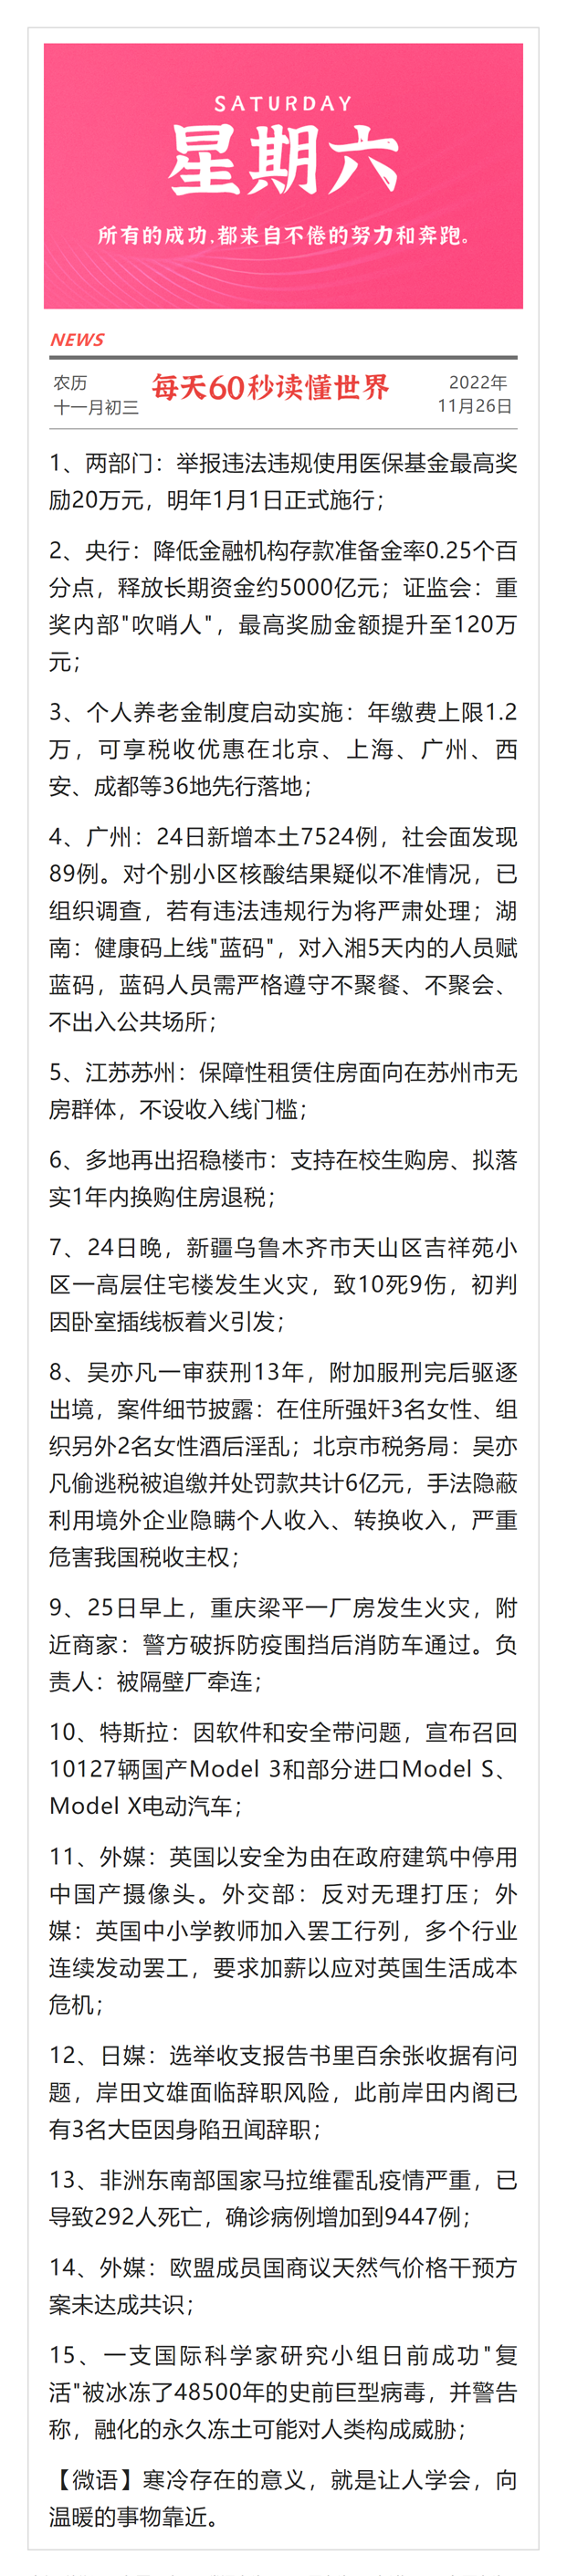 SATURDAY
星期六
所有的成功,都来自不倦的努力和奔跑。
NEWS
农历
十一月初三
每天60秒读懂世界
2022年
11月26日
1、两部门：举报违法违规使用医保基金最高奖
励20万元，明年1月1日正式施行；
2、央行：降低金融机构存款准备金率0.25个百
分点，释放长期资金约5000亿元；证监会：重
奖内部"吹哨人"，最高奖励金额提升至120万
元；
3、个人养老金制度启动实施：年缴费上限1.2
万，可享税收优惠在北京、上海、广州、西
安、成都等36地先行落地；
4、广州：24日新增本土7524例，社会面发现
89例。对个别小区核酸结果疑似不准情况，已
组织调查，若有违法违规行为将严肃处理；湖
南：健康码上线"蓝码"，对入湘5天内的人员赋
蓝码，蓝码人员需严格遵守不聚餐、不聚会、
不出入公共场所；
5、江苏苏州：保障性租赁住房面向在苏州市无
房群体，不设收入线门槛；
6、多地再出招稳楼市：支持在校生购房、拟落
实1年内换购住房退税；
7、24日晚，新疆乌鲁木齐市天山区吉祥苑小
区一高层住宅楼发生火灾，致10死9伤，初判
因卧室插线板着火引发；
8、吴亦凡一审获刑13年，附加服刑完后驱逐
出境，案件细节披露：在住所强奸3名女性、组
织另外2名女性酒后淫乱；北京市税务局：吴亦
凡偷逃税被追缴并处罚款共计6亿元，手法隐蔽
利用境外企业隐瞒个人收入、转换收入，严重
危害我国税收主权；
9、25日早上，重庆梁平一厂房发生火灾，附
近商家：警方破拆防疫围挡后消防车通过。负
责人：被隔壁厂牵连；
10、特斯拉：因软件和安全带问题，宣布召回
10127辆国产Model 3和部分进口Model S、
Model X电动汽车；
11、外媒：英国以安全为由在政府建筑中停用
中国产摄像头。外交部：反对无理打压；外
媒：英国中小学教师加入罢工行列，多个行业
连续发动罢工，要求加薪以应对英国生活成本
危机；
12、日媒：选举收支报告书里百余张收据有问
题，岸田文雄面临辞职风险，此前岸田内阁已
有3名大臣因身陷丑闻辞职；
13、非洲东南部国家马拉维霍乱疫情严重，已
导致292人死亡，确诊病例增加到9447例；
14、外媒：欧盟成员国商议天然气价格干预方
案未达成共识；
15、一支国际科学家研究小组日前成功"复
活"被冰冻了48500年的史前巨型病毒，并警告
称，融化的永久冻土可能对人类构成威胁；
【微语】寒冷存在的意义，就是让人学会，向
温暖的事物靠近。